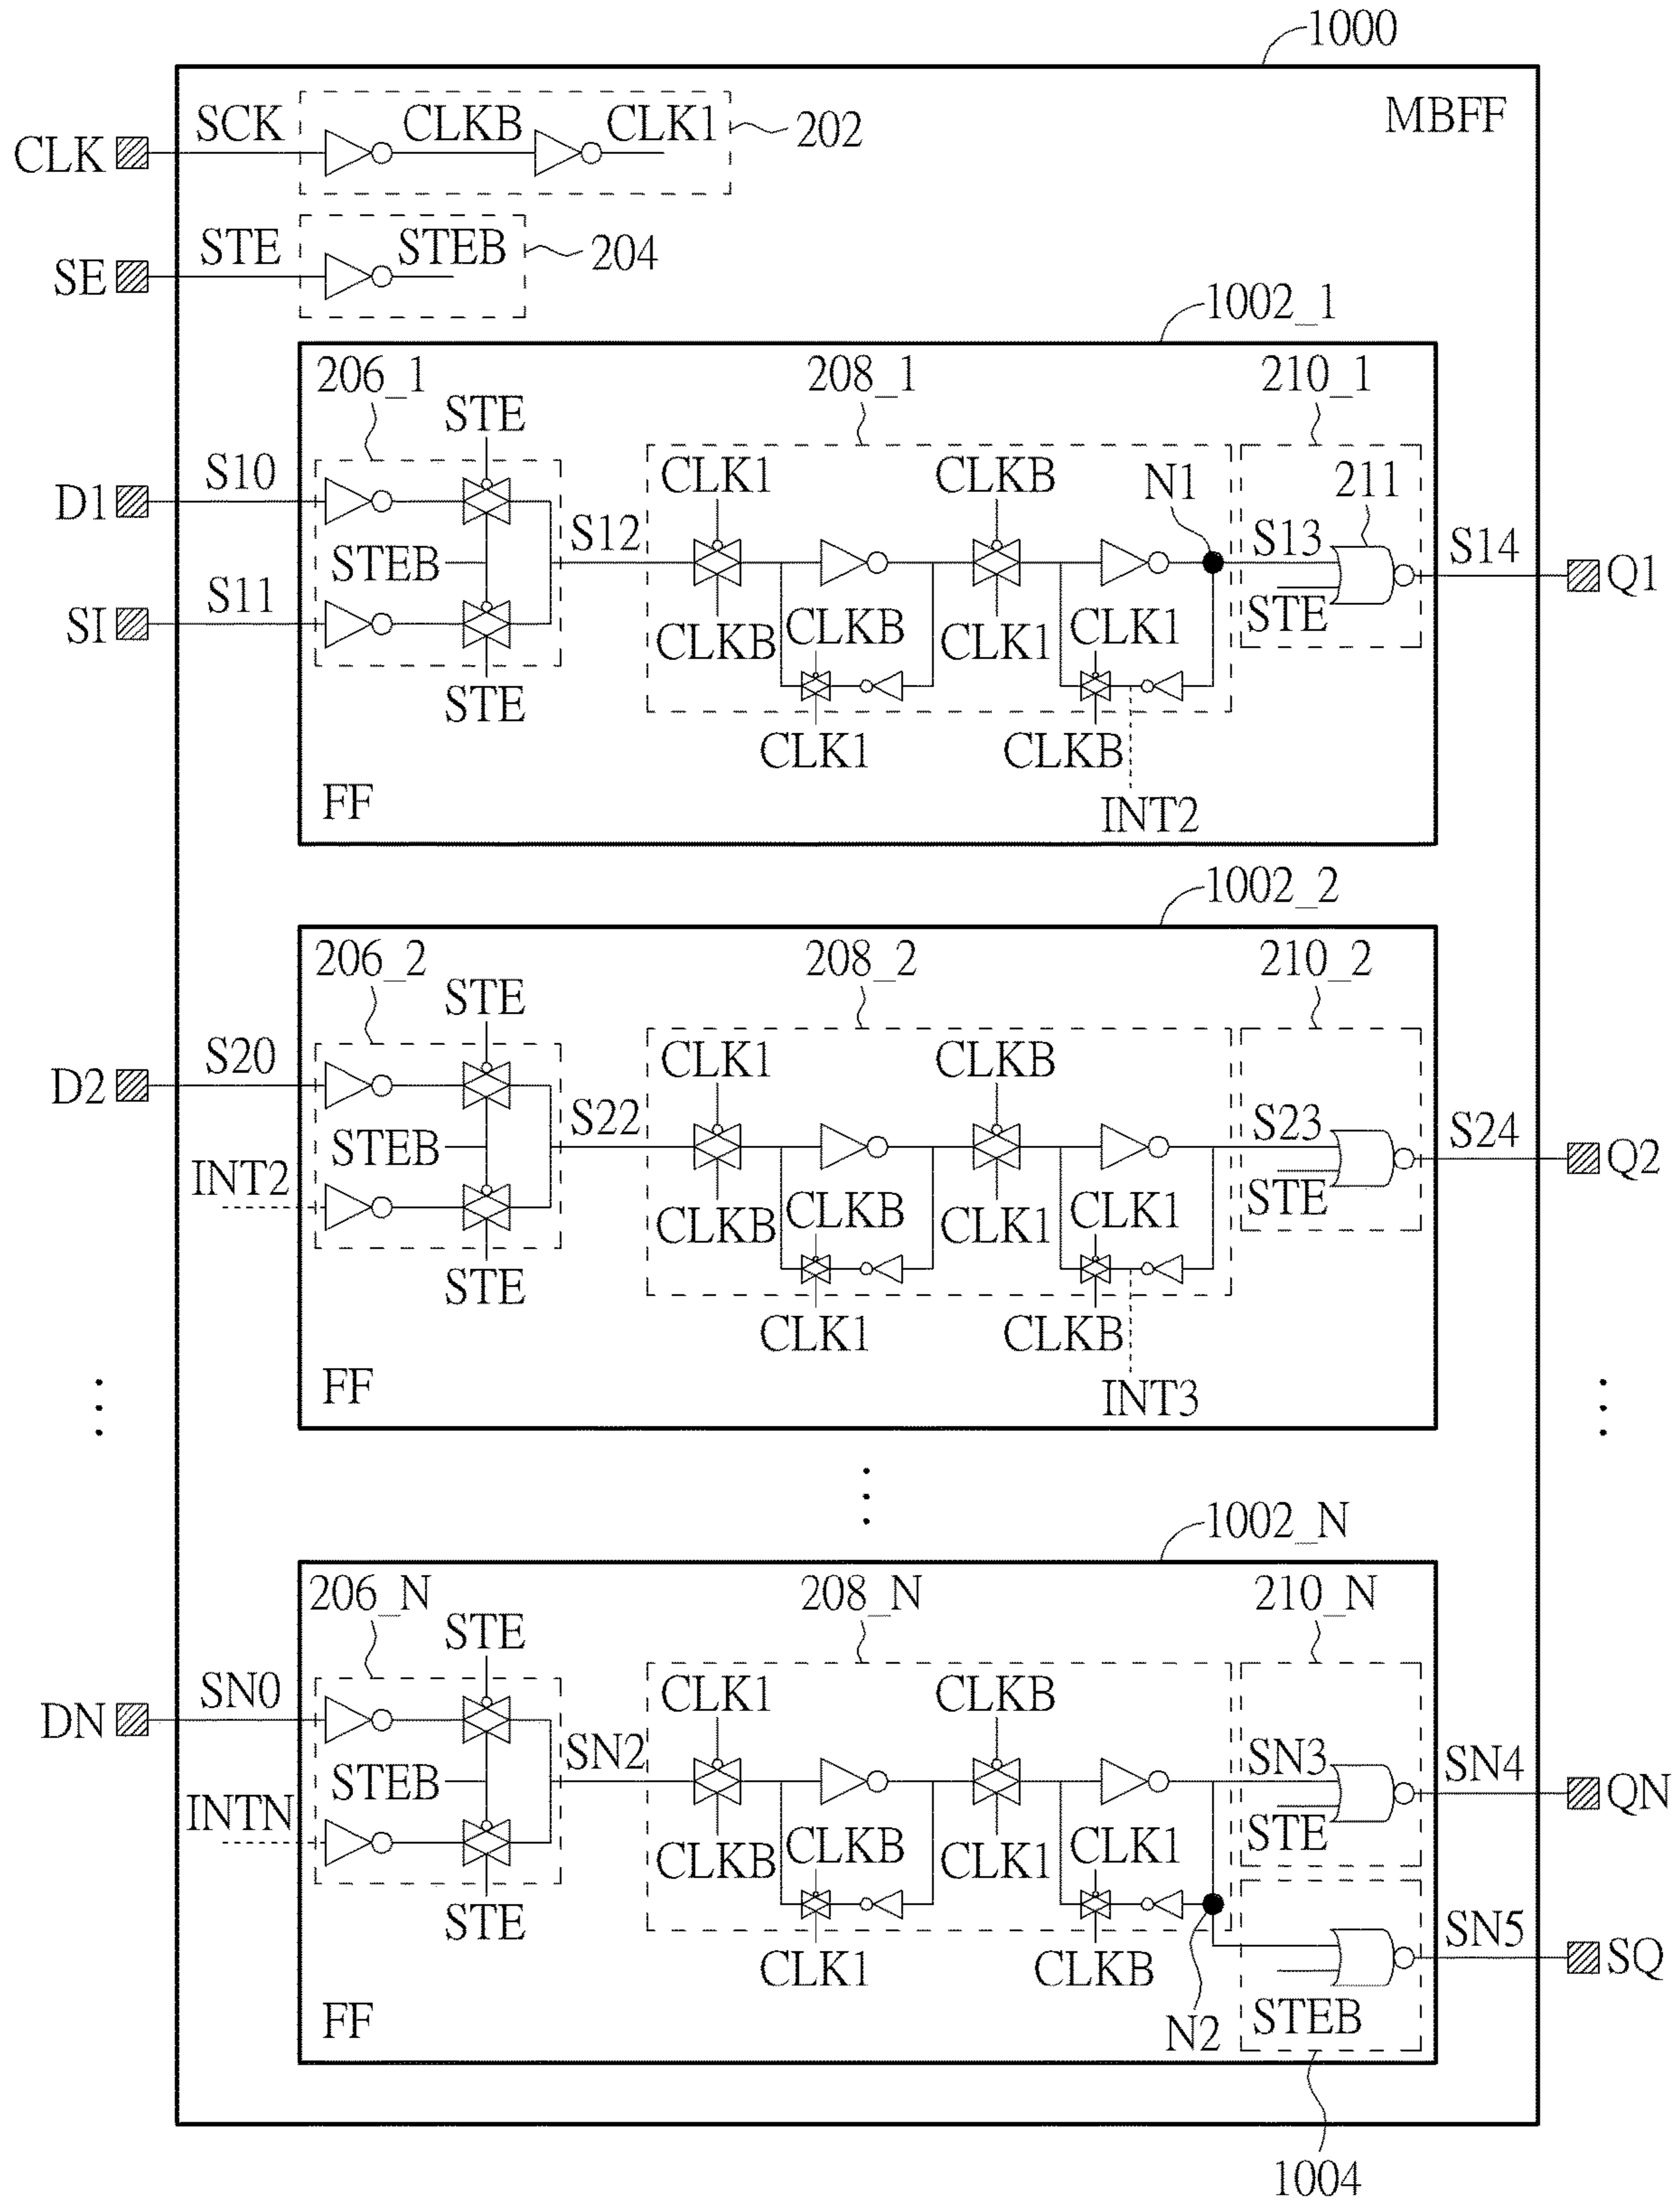 1000
MBFF
CLK
SCK
CLKB
CLK1
202
SE
STE
STEB
204
1002_1
206_1
208_1
210_1
STE
D1
S10
STEB
SI
S11
STE
S12
CLK1
CLKB
CLKB
CLK1
CLKB
CLK1
CLK1
CLKB
N1
S13
211
STE
S14
Q1
INT2
FF
1002_2
206_2
208_2
210_2
STE
D2
S20
STEB
INT2
STE
S22
CLK1
CLKB
CLKB
CLK1
CLKB
CLK1
CLK1
CLKB
S23
STE
S24
Q2
INT3
FF
1002_N
206_N
208_N
210_N
STE
DN
SN0
STEB
INTN
STE
SN2
CLK1
CLKB
CLKB
CLK1
CLKB
CLK1
CLK1
CLKB
SN3
STE
SN4
QN
N2
STEB
SN5
SQ
FF
1004